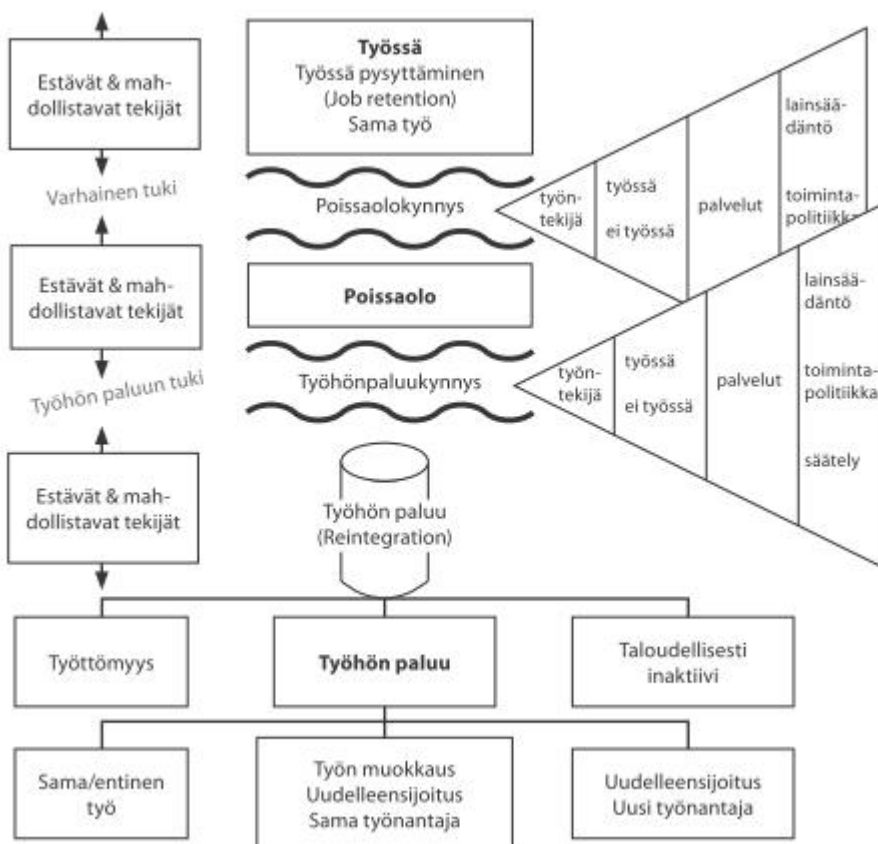 Estävät & mah-
dollistavat tekijät
Työssä
Työssä pysyttäminen
(Job retention)
Sama työ
Varhainen tuki
Poissaolokynnys
työn-
tekijä
työssä
ei työssä
palvelut
lainsää-
däntö
toiminta-
politiikka
Estävät & mah-
dollistavat tekijät
Poissaolo
Työhön paluun tuki
Työhönpaluukynnys
työn-
tekijä
työssä
ei työssä
palvelut
lainsää-
däntö
toiminta-
politiikka
säätely
Estävät & mah-
dollistavat tekijät
Työhön paluu
(Reintegration)
Työttömyys
Työhön paluu
Taloudellisesti
inaktiivi
Sama/entinen
työ
Työn muokkaus
Uudelleensijoitus
Sama työnantaja
Uudelleensijoitus
Uusi työnantaja